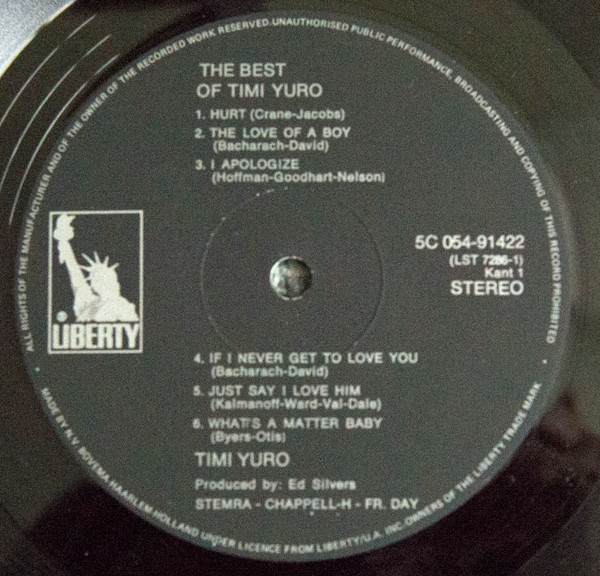 ALL RIGHTS OF THE MANUFACTURER AND OF THE OWNER OF THE RECORDED WORK RESERVED. UNAUTHORISED PUBLIC PERFORMANCE, BROADCASTING AND COPYING OF THIS RECORD PROHIBITED
THE BEST
OF TIMI YURO
1. HURT (Crane-Jacobs)
2. THE LOVE OF A BOY
(Bacharach-David)
3. I APOLOGIZE
(Hoffman-Goodhart-Nelson)
5C 054-91422
(LST 7286-1)
Kant 1
STEREO
®LIBERTY
4. IF I NEVER GET TO LOVE YOU
(Bacharach-David)
5. JUST SAY I LOVE HIM
(Kalmanoff-Ward-Val-Dale)
6. WHAT'S A MATTER BABY
(Byers-Otis)
TIMI YURO
Produced by: Ed Silvers
STEMRA - CHAPPELL-H - FR. DAY
MADE BY N.V. BOVEMA HAARLEM HOLLAND UNDER LICENCE FROM LIBERTY/U.A. INC. OWNERS OF THE LIBERTY TRADE MARK